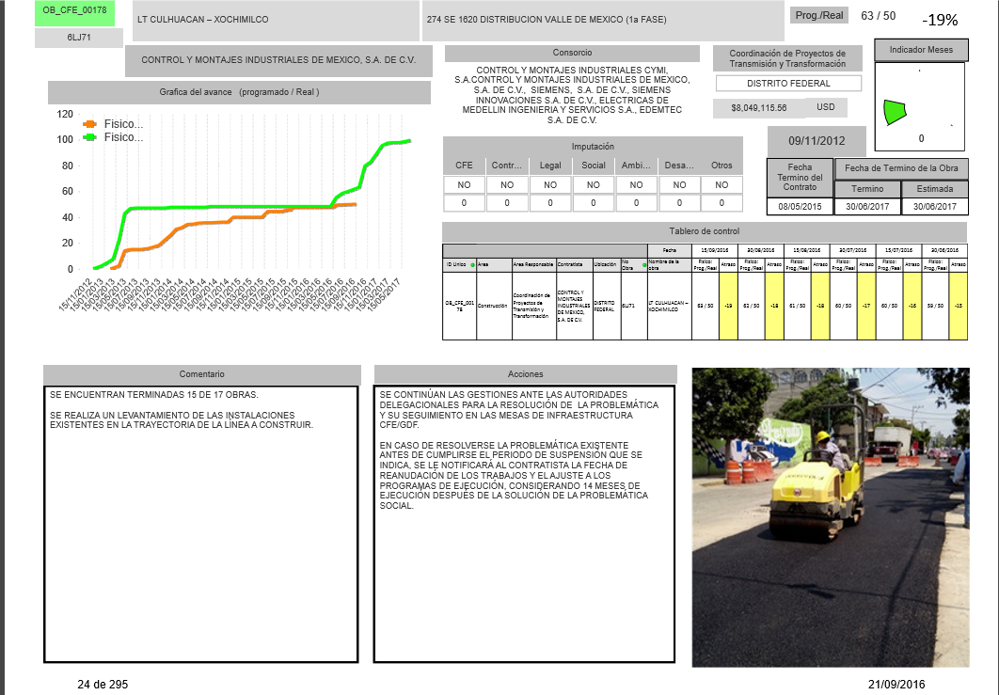 OB_CFE_00178
6LJ71
LT CULHUACAN – XOCHIMILCO
274 SE 1620 DISTRIBUCION VALLE DE MEXICO (1a FASE)
Prog./Real
63 / 50
-19%
CONTROL Y MONTAJES INDUSTRIALES DE MEXICO, S.A. DE C.V.
Grafica del avance (programado / Real )
120
100
80
60
40
20
0
Fisico...
Fisico...
15/11/2012
15/01/2013
15/03/2013
15/05/2013
15/09/2013
15/11/2013
15/01/2014
15/03/2014
15/05/2014
15/07/2014
15/09/2014
15/11/2014
15/03/2015
15/05/2015
15/07/2015
15/09/2015
15/01/2016
15/03/2016
15/05/2016
15/07/2016
15/09/2016
15/11/2016
15/01/2017
15/03/2017
15/05/2017
Consorcio
CONTROL Y MONTAJES INDUSTRIALES CYMI,
S.A.CONTROL Y MONTAJES INDUSTRIALES DE MEXICO,
S.A. DE C.V., SIEMENS, S.A. DE C.V., SIEMENS
INNOVACIONES S.A. DE C.V., ELECTRICAS DE
MEDELLIN INGENIERIA Y SERVICIOS S.A., EDEMTEC
S.A. DE C.V.
Coordinación de Proyectos de
Transmisión y Transformación
DISTRITO FEDERAL
$8,049,115.56
USD
Indicador Meses
0
Imputación
CFE Contr... Legal Social Ambi... Desa... Otros
NO NO NO NO NO NO NO
0 0 0 0 0 0 0
09/11/2012
Fecha
Termino del
Contrato
Fecha de Termino de la Obra
Termino Estimada
08/05/2015 30/06/2017 30/06/2017
Tablero de control
Fecha 15/09/2016 30/08/2016 15/08/2016 30/07/2016 15/07/2016 30/06/2016
ID Unico Area Area Responsable Contratista Ubicación No Obra Nombre de la obra Fisico: Prog./Real Atraso Fisico: Prog./Real Atraso Fisico: Prog./Real Atraso Fisico: Prog./Real Atraso Fisico: Prog./Real Atraso Fisico: Prog./Real Atraso
OB_CFE_001
78
Construcción
Coordinación de
Proyectos de
Transmisión y
Transformación
CONTROL Y
MONTAJES
INDUSTRIALES
DE MEXICO,
S.A. DE C.V.
DISTRITO
FEDERAL
6LJ71
LT CULHUACAN –
XOCHIMILCO
63 / 50 -19 62 / 50 -18 61 / 50 -18 60 / 50 -17 60 / 50 -16 59 / 50 -15
Comentario
SE ENCUENTRAN TERMINADAS 15 DE 17 OBRAS.
SE REALIZA UN LEVANTAMIENTO DE LAS INSTALACIONES
EXISTENTES EN LA TRAYECTORIA DE LA LÍNEA A CONSTRUIR.
Acciones
SE CONTINÚAN LAS GESTIONES ANTE LAS AUTORIDADES
DELEGACIONALES PARA LA RESOLUCIÓN DE LA PROBLEMÁTICA
Y SU SEGUIMIENTO EN LAS MESAS DE INFRAESTRUCTURA
CFE/GDF.
EN CASO DE RESOLVERSE LA PROBLEMÁTICA EXISTENTE
ANTES DE CUMPLIRSE EL PERIODO DE SUSPENSIÓN QUE SE
INDICA, SE LE NOTIFICARÁ AL CONTRATISTA LA FECHA DE
REANUDACIÓN DE LOS TRABAJOS Y EL AJUSTE A LOS
PROGRAMAS DE EJECUCIÓN, CONSIDERANDO 14 MESES DE
EJECUCIÓN DESPUÉS DE LA SOLUCIÓN DE LA PROBLEMÁTICA
SOCIAL.
24 de 295
21/09/2016